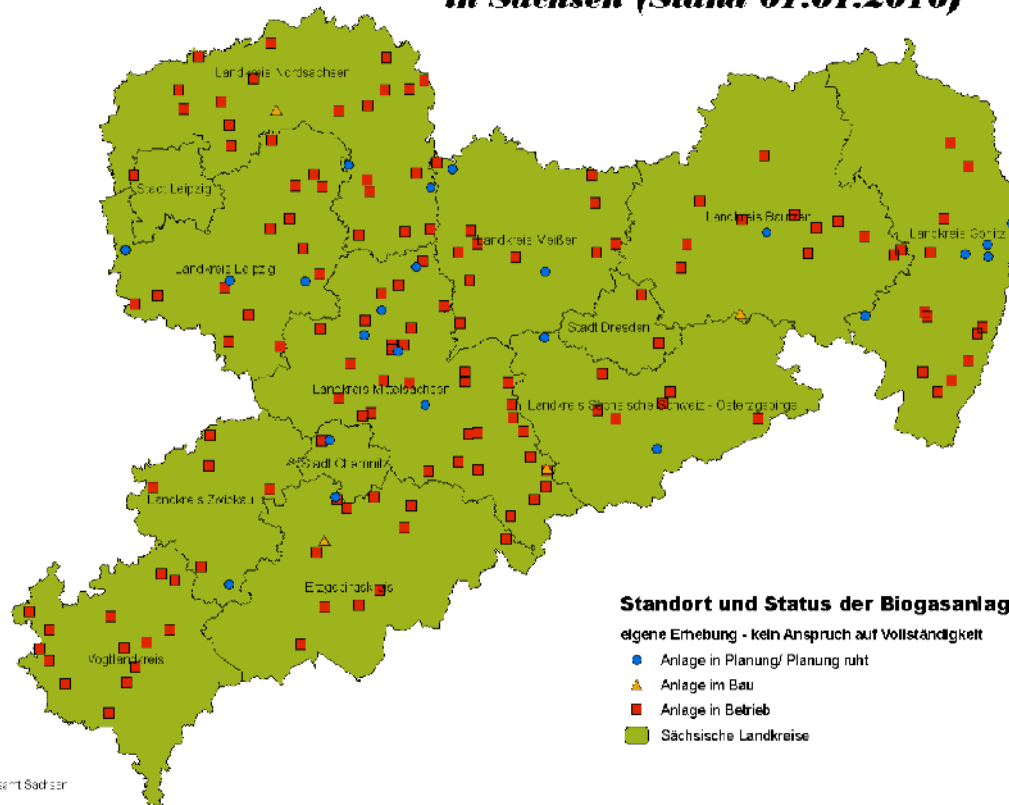 in Sachsen (Stand 01.01.2010)
Landkreis Nordsachsen
Stadt Leipzig
Landkreis Bautzen
Landkreis Görlitz
Landkreis Meißen
Landkreis Leipzig
Stadt Dresden
Landkreis Mittelsachsen
Landkreis Sächsische Schweiz - Osterzgebirge
Stadt Chemnitz
Landkreis Zwickau
Erzgebirgskreis
Vogtlandkreis
Standort und Status der Biogasanlag
eigene Erhebung - kein Anspruch auf Vollständigkeit
Anlage in Planung/ Planung ruht
Anlage im Bau
Anlage in Betrieb
Sächsische Landkreise
samt Sachsen